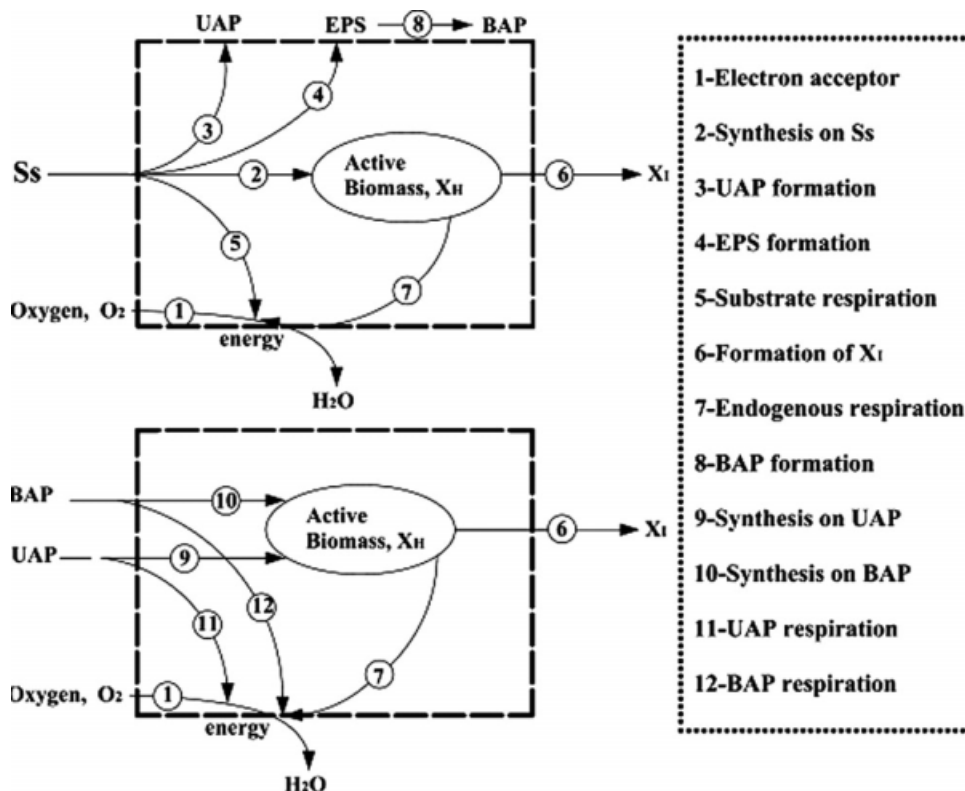 UAP EPS 8 BAP
3
4
Ss 2 Active
Biomass, XH 6 XI
5
7
Oxygen, O2 1
energy
H2O
BAP 10
Active
Biomass, XH 6 XI
UAP 9
12
11
7
Oxygen, O2 1
energy
H2O
1-Electron acceptor
2-Synthesis on Ss
3-UAP formation
4-EPS formation
5-Substrate respiration
6-Formation of XI
7-Endogenous respiration
8-BAP formation
9-Synthesis on UAP
10-Synthesis on BAP
11-UAP respiration
12-BAP respiration